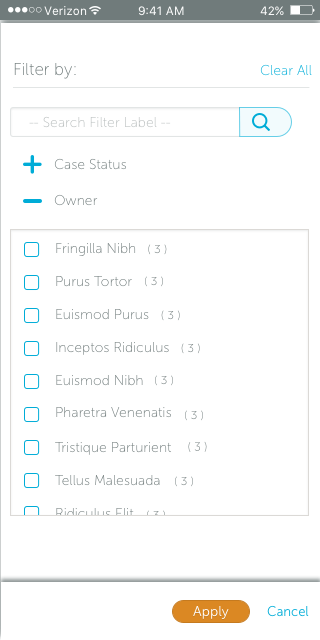 Verizon 9:41 AM 42%
Filter by: Clear All
-- Search Filter Label --
Case Status
Owner
Fringilla Nibh ( 3 )
Purus Tortor ( 3 )
Euismod Purus ( 3 )
Inceptos Ridiculus ( 3 )
Euismod Nibh ( 3 )
Pharetra Venenatis ( 3 )
Tristique Parturient ( 3 )
Tellus Malesuada ( 3 )
Ridiculus Elit ( 3 )
Apply Cancel